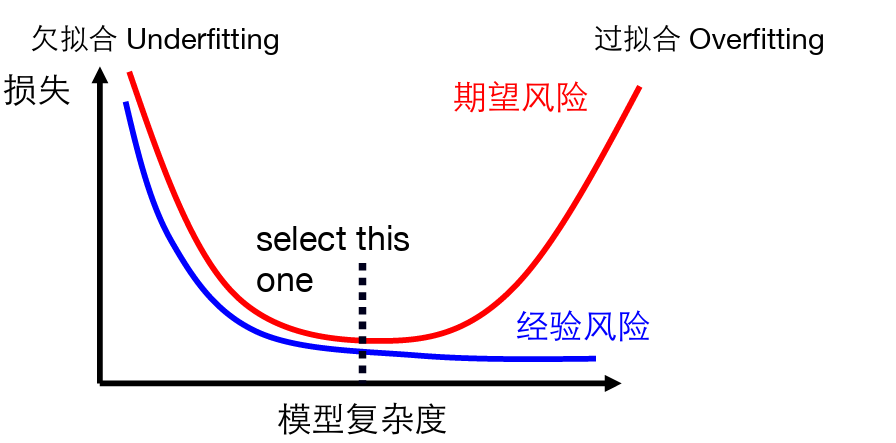 欠拟合 Underfitting
过拟合 Overfitting
损失
期望风险
select this
one
经验风险
模型复杂度